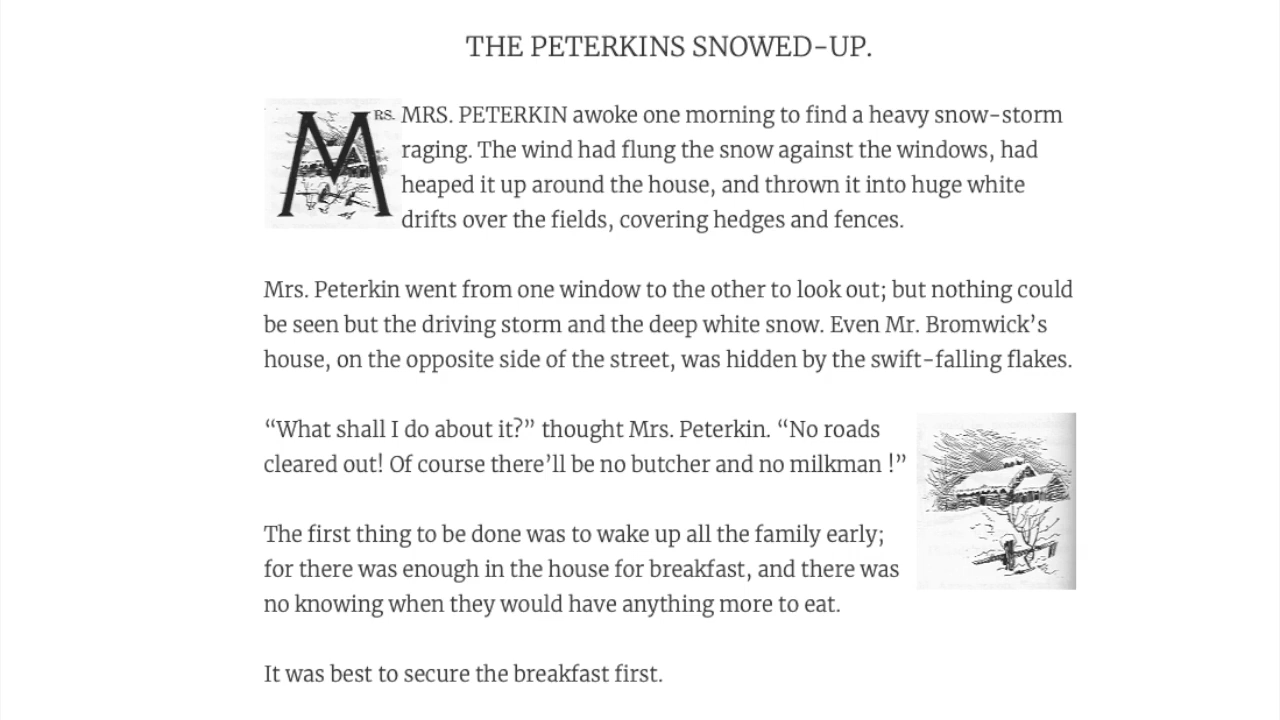 THE PETERKINS SNOWED-UP.
MRS. MRS. PETERKIN awoke one morning to find a heavy snow-storm
raging. The wind had flung the snow against the windows, had
heaped it up around the house, and thrown it into huge white
drifts over the fields, covering hedges and fences.
Mrs. Peterkin went from one window to the other to look out; but nothing could
be seen but the driving storm and the deep white snow. Even Mr. Bromwick’s
house, on the opposite side of the street, was hidden by the swift-falling flakes.
“What shall I do about it?” thought Mrs. Peterkin. “No roads
cleared out! Of course there’ll be no butcher and no milkman !”
The first thing to be done was to wake up all the family early;
for there was enough in the house for breakfast, and there was
no knowing when they would have anything more to eat.
It was best to secure the breakfast first.